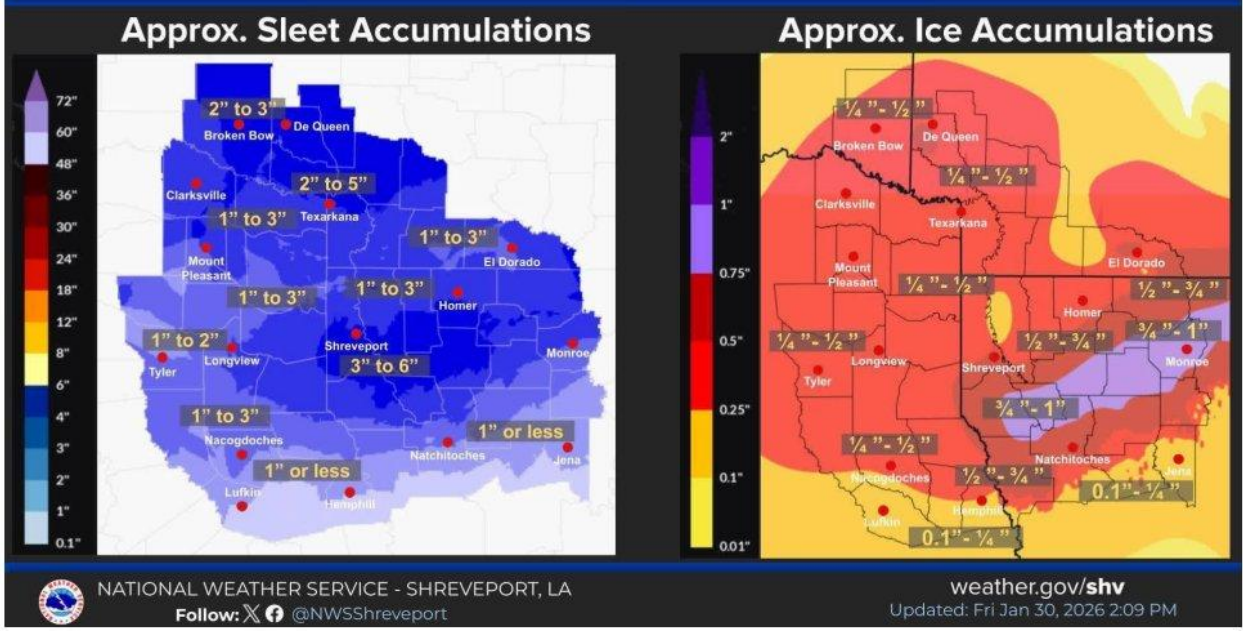 Approx. Sleet Accumulations
72"
60"
48"
36"
30"
24"
18"
12"
8"
6"
4"
3"
2"
1"
0.1"
2” to 3”
Broken Bow
De Queen
2” to 5”
Clarksville
Texarkana
1” to 3”
1” to 3”
Mount
Pleasant
El Dorado
1” to 3”
1” to 3”
Homer
1” to 2”
Shreveport
Monroe
Tyler
Longview
3” to 6”
1” to 3”
Nacogdoches
1” or less
Natchitoches
Jena
1” or less
Lufkin
Hemphill
Approx. Ice Accumulations
2"
1"
0.75"
0.5"
0.25"
0.1"
0.01"
¼ ”- ½ ”
Broken Bow
De Queen
¼ ”- ½ ”
Clarksville
Texarkana
Mount
Pleasant
El Dorado
¼ ”- ½ ”
½ ”- ¾ ”
Homer
¼ ”- ½ ”
½ ”- ¾ ”
¾ ”- 1”
Longview
Shreveport
Monroe
Tyler
¾ ”- 1”
¼ ”- ½ ”
Natchitoches
Jena
Nacogdoches
½ ”- ¾ ”
0.1”- ¼ ”
Hemphill
Lufkin
0.1”- ¼ ”
NATIONAL WEATHER SERVICE - SHREVEPORT, LA
Follow: @NWSShreveport
weather.gov/shv
Updated: Fri Jan 30, 2026 2:09 PM